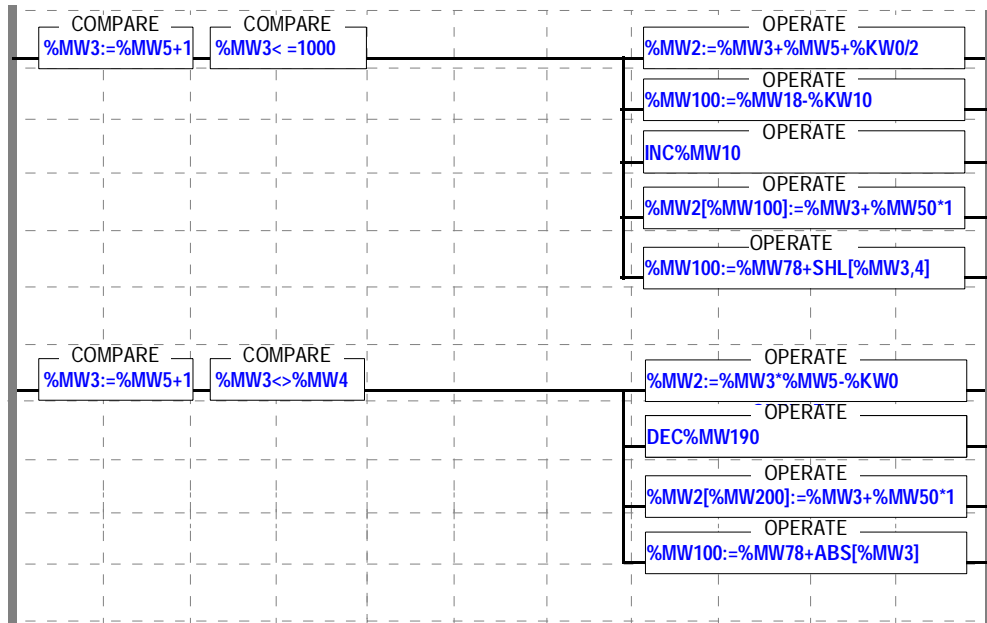 COMPARE COMPARE OPERATE
%MW3:=%MW5+1 %MW3< =1000 %MW2:=%MW3+%MW5+%KW0/2
OPERATE
%MW100:=%MW18-%KW10
OPERATE
INC%MW10
OPERATE
%MW2[%MW100]:=%MW3+%MW50*1
OPERATE
%MW100:=%MW78+SHL[%MW3,4]
COMPARE COMPARE OPERATE
%MW3:=%MW5+1 %MW3<>%MW4 %MW2:=%MW3*%MW5-%KW0
OPERATE
DEC%MW190
OPERATE
%MW2[%MW200]:=%MW3+%MW50*1
OPERATE
%MW100:=%MW78+ABS[%MW3]